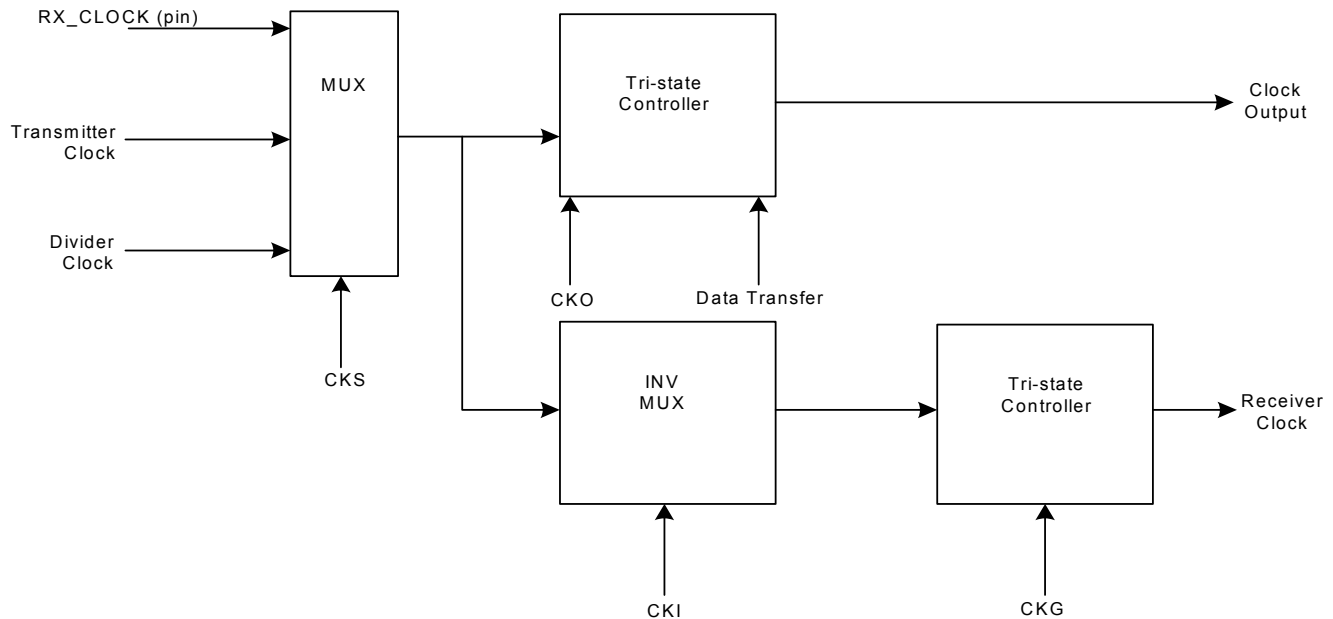 RX_CLOCK (pin)
MUX
Tri-state
Controller
Clock
Output
Transmitter
Clock
Divider
Clock
CKO
Data Transfer
CKS
INV
MUX
Tri-state
Controller
Receiver
Clock
CKI
CKG